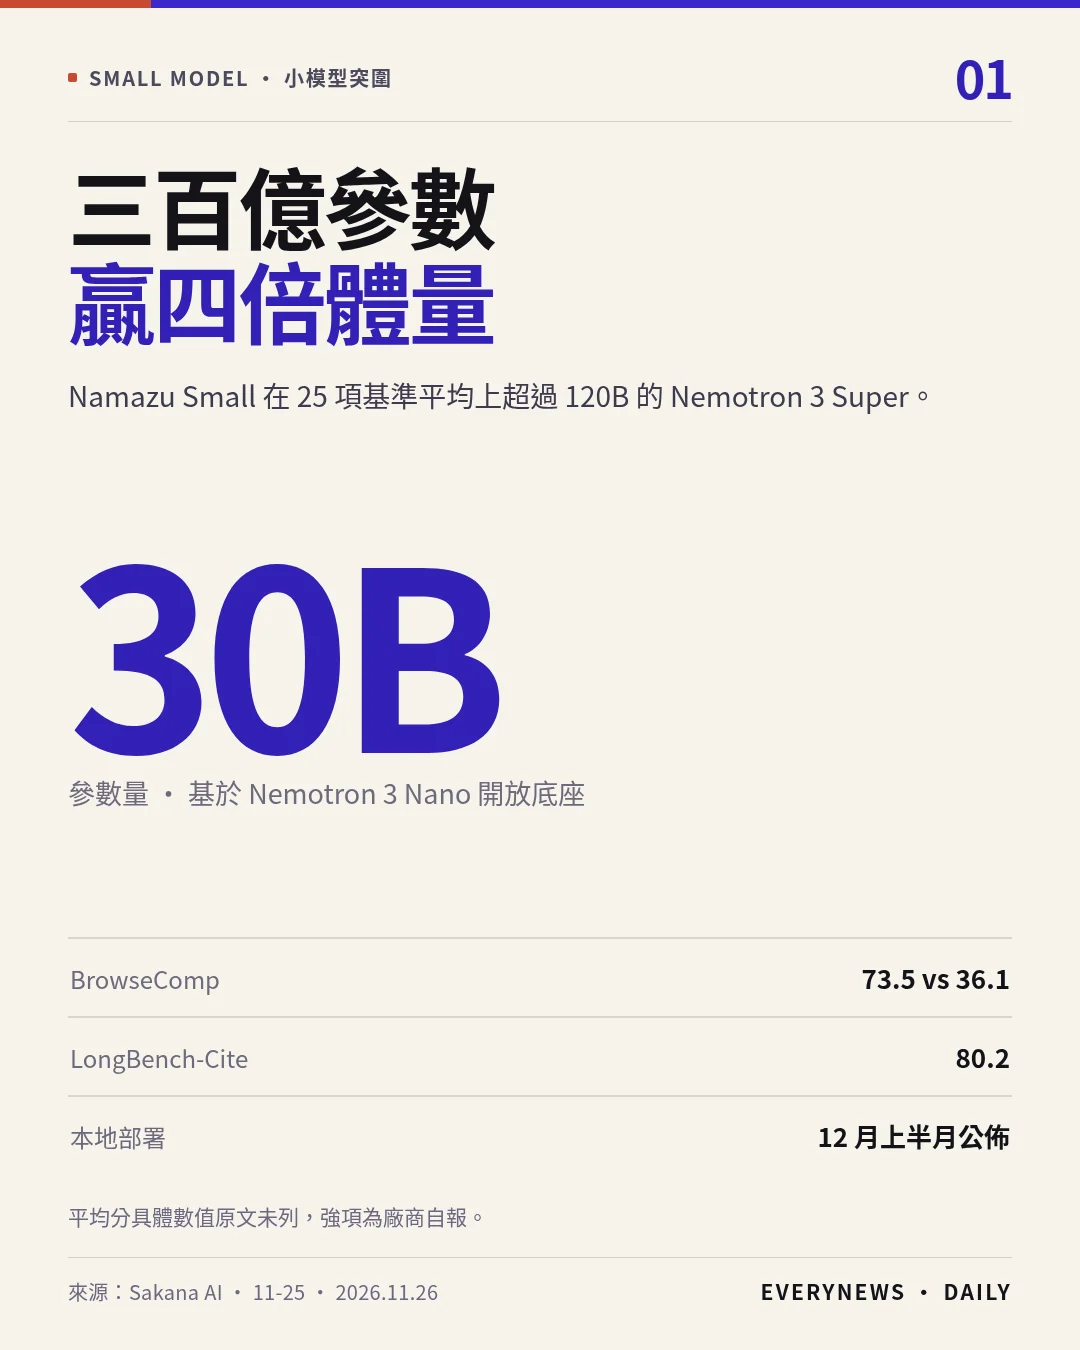 SMALL MODEL ・ 小模型突圍
01
三百億參數
贏四倍體量
Namazu Small 在 25 項基準平均上超過 120B 的 Nemotron 3 Super。
30B
參數量 ・ 基於 Nemotron 3 Nano 開放底座
BrowseComp
73.5 vs 36.1
LongBench-Cite
80.2
本地部署
12 月上半月公佈
平均分具體數值原文未列，強項為廠商自報。
來源：Sakana AI ・ 11-25 ・ 2026.11.26
EVERYNEWS ・ DAILY